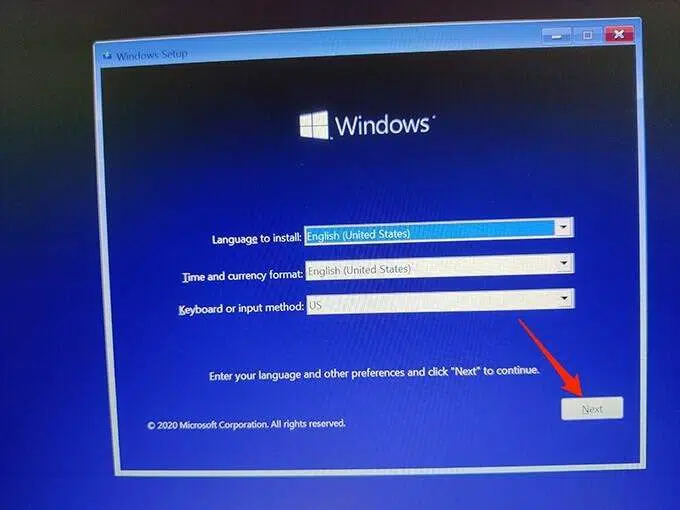 Windows Setup
Windows
Language to install: English (United States)
Time and currency format: English (United States)
Keyboard or input method: US
Enter your language and other preferences and click "Next" to continue.
Next
© 2020 Microsoft Corporation. All rights reserved.